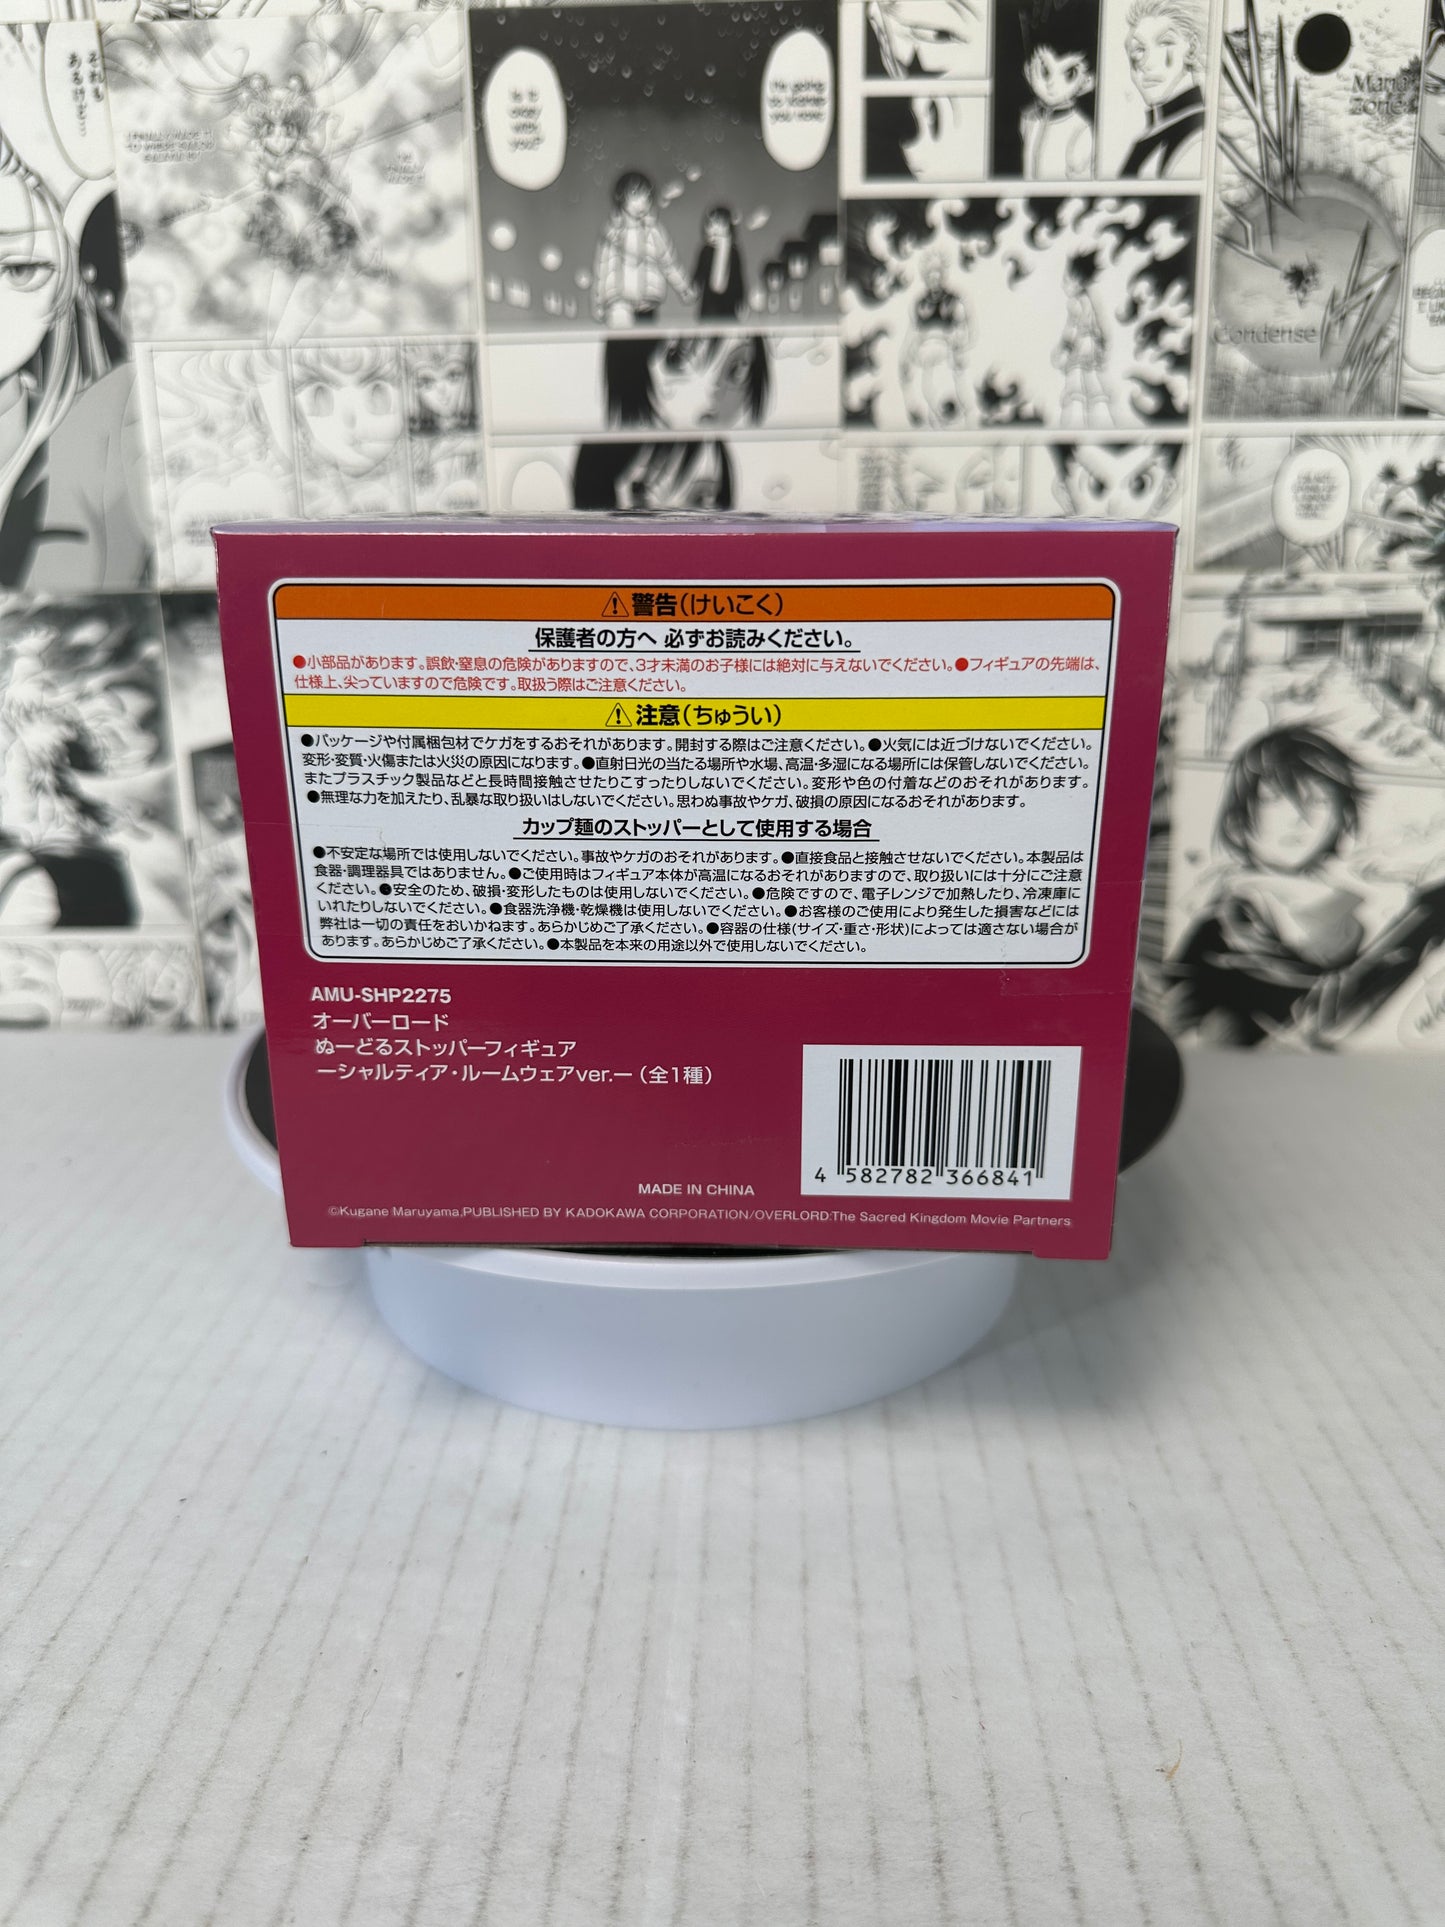 それも
あるけど…
Is it
okay
with
you?
Condense
警告(けいこく)
保護者の方へ 必ずお読みください。
●小部品があります。誤飲・窒息の危険がありますので、3才未満のお子様には絶対に与えないでください。●フィギュアの先端は、
仕様上、尖っていますので危険です。取扱う際はご注意ください。
注意(ちゅうい)
●パッケージや付属梱包材でケガをするおそれがあります。開封する際はご注意ください。●火気には近づけないでください。
変形・変質・火傷または火災の原因になります。●直射日光の当たる場所や水場、高温・多湿になる場所には保管しないでください。
またプラスチック製品などと長時間接触させたりこすったりしないでください。変形や色の付着などのおそれがあります。
●無理な力を加えたり、乱暴な取り扱いはしないでください。思わぬ事故やケガ、破損の原因になるおそれがあります。
カップ麺のストッパーとして使用する場合
●不安定な場所では使用しないでください。事故やケガのおそれがあります。●直接食品と接触させないでください。本製品は
食器・調理器具ではありません。●ご使用時はフィギュア本体が高温になるおそれがありますので、取り扱いには十分にご注意
ください。●安全のため、破損・変形したものは使用しないでください。●危険ですので、電子レンジで加熱したり、冷凍庫に
いれたりしないでください。●食器洗浄機・乾燥機は使用しないでください。●お客様のご使用により発生した損害などには
弊社は一切の責任をおいかねます。あらかじめご了承ください。●容器の仕様(サイズ・重さ・形状)によっては適さない場合が
あります。あらかじめご了承ください。●本製品を本来の用途以外で使用しないでください。
AMU-SHP2275
オーバーロード
ぬーどるストッパーフィギュア
ーシャルティア・ルームウェアver.ー(全1種)
4 582782 366841
MADE IN CHINA
©Kugane Maruyama,PUBLISHED BY KADOKAWA CORPORATION/OVERLORD:The Sacred Kingdom Movie Partners